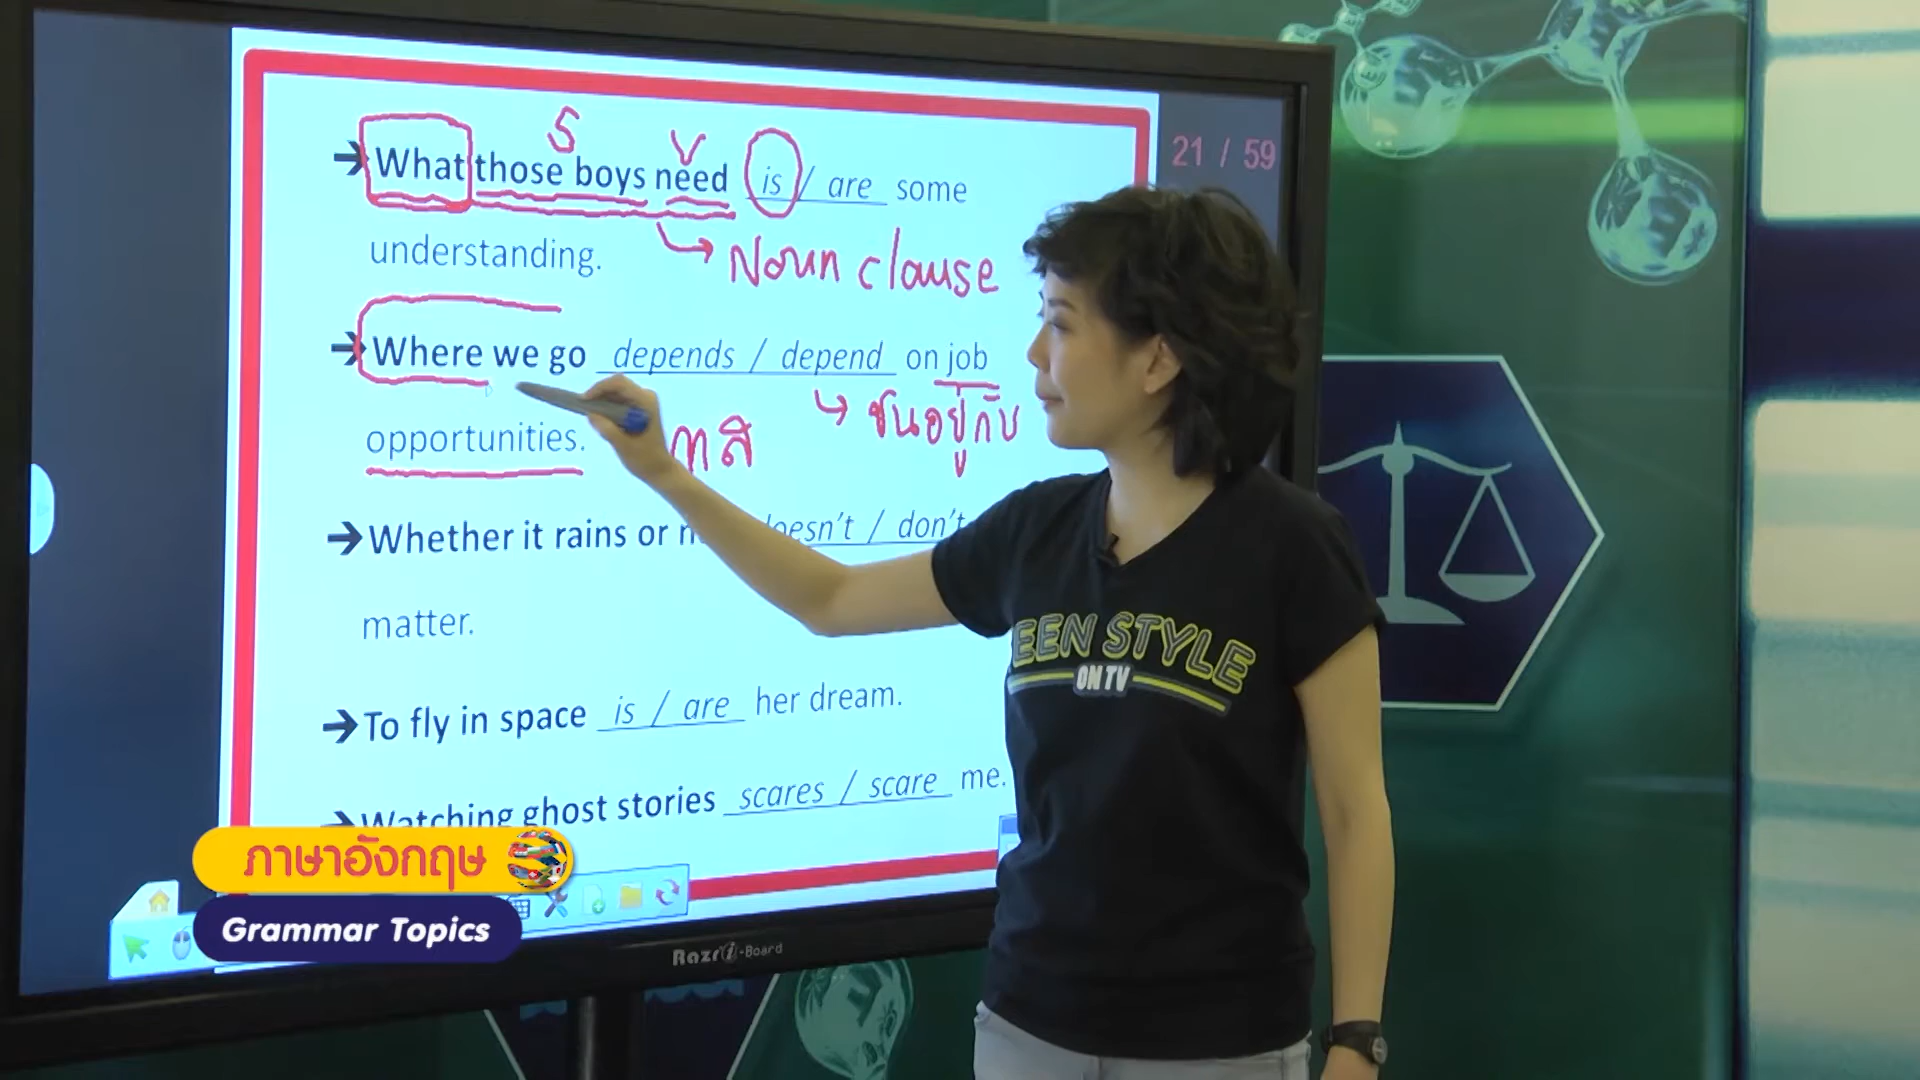 21 / 59
S V
What those boys need is / are some
understanding.
Noun clause
Where we go depends / depend on job
ขึ้นอยู่กับ
opportunities.
Whether it rains or doesn't / don't
matter.
To fly in space is / are her dream.
Watching ghost stories scares / scare me.
EEN STYLE
ON TV
ภาษาอังกฤษ
Grammar Topics
Razr i-Board